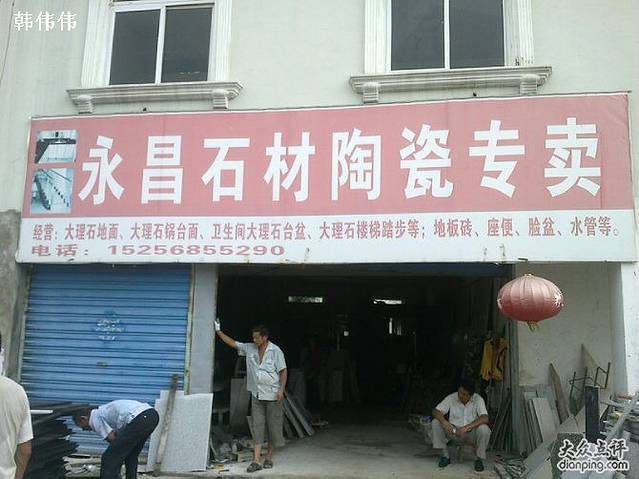 韩伟伟
永昌石材陶瓷专卖
经营：大理石地面、大理石锅台面、卫生间大理石台盆、大理石楼梯踏步等；地板砖、座便、脸盆、水管等。
电话：15256855290
大众点评
dianping.com